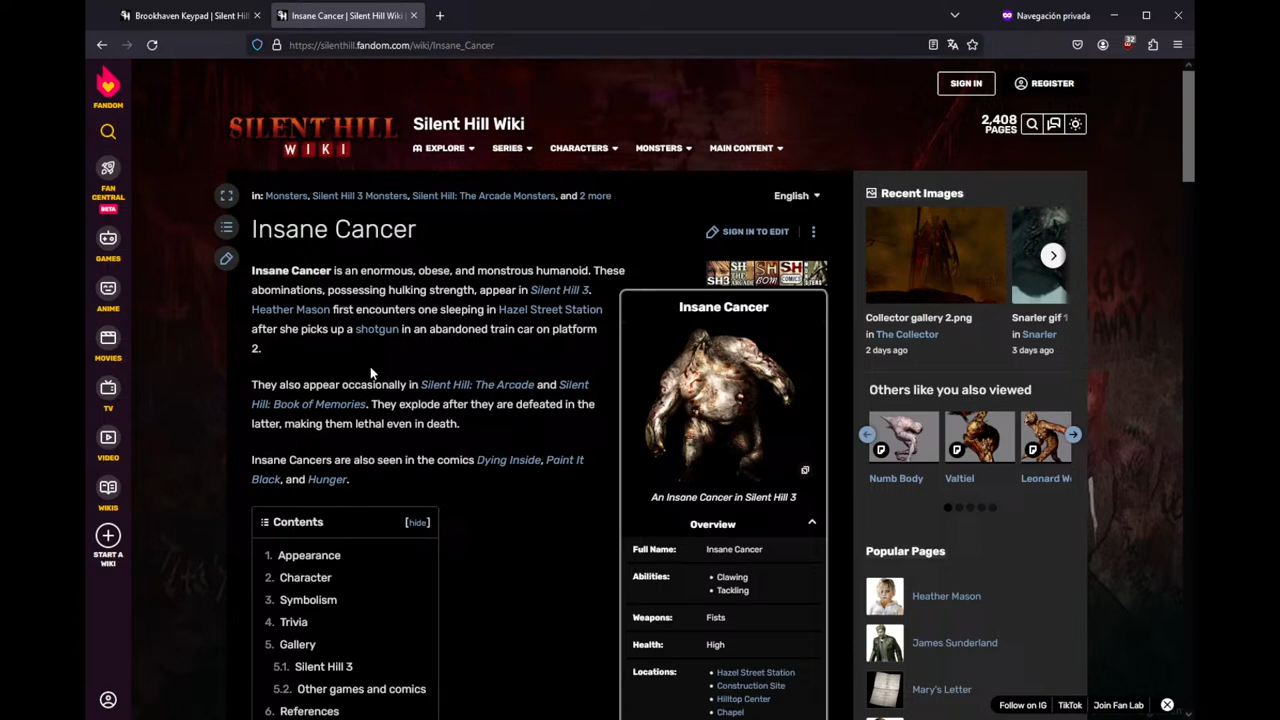 Brookhaven Keypad | Silent Hil
Insane Cancer | Silent Hill Wiki
Navegación privada
https://silenthill.fandom.com/wiki/Insane_Cancer
32
FANDOM
FAN CENTRAL
BETA
GAMES
ANIME
MOVIES
TV
VIDEO
WIKIS
START A WIKI
SIGN IN
REGISTER
SILENT HILL
WIKI
Silent Hill Wiki
2,408
PAGES
EXPLORE
SERIES
CHARACTERS
MONSTERS
MAIN CONTENT
in: Monsters, Silent Hill 3 Monsters, Silent Hill: The Arcade Monsters, and 2 more
English
Insane Cancer
SIGN IN TO EDIT
Insane Cancer is an enormous, obese, and monstrous humanoid. These
abominations, possessing hulking strength, appear in Silent Hill 3.
Heather Mason first encounters one sleeping in Hazel Street Station
after she picks up a shotgun in an abandoned train car on platform
2.
They also appear occasionally in Silent Hill: The Arcade and Silent
Hill: Book of Memories. They explode after they are defeated in the
latter, making them lethal even in death.
Insane Cancers are also seen in the comics Dying Inside, Paint It
Black, and Hunger.
Contents [hide]
1. Appearance
2. Character
3. Symbolism
4. Trivia
5. Gallery
5.1. Silent Hill 3
5.2. Other games and comics
6. References
Insane Cancer
An Insane Cancer in Silent Hill 3
Overview
Full Name: Insane Cancer
Abilities: • Clawing
• Tackling
Weapons: Fists
Health: High
Locations: • Hazel Street Station
• Construction Site
• Hilltop Center
• Chapel
Recent Images
Collector gallery 2.png
in The Collector
2 days ago
Snarler gif 1
in Snarler
3 days ago
Others like you also viewed
Numb Body
Valtiel
Leonard Wo
Popular Pages
Heather Mason
James Sunderland
Mary's Letter
Follow on IG
TikTok
Join Fan Lab